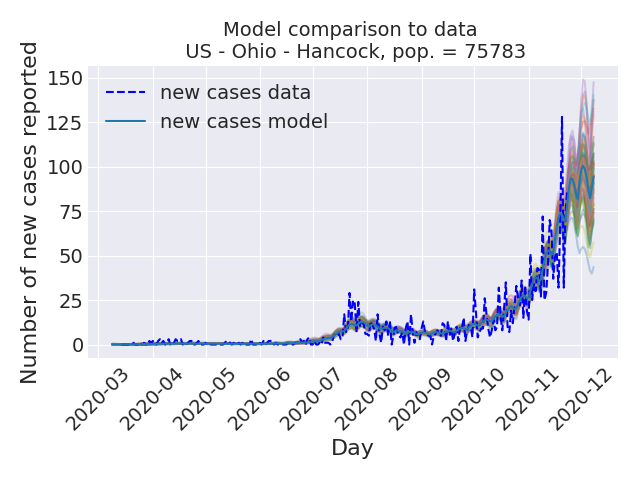 Model comparison to data
US - Ohio - Hancock, pop. = 75783
Number of new cases reported
150
125
100
75
50
25
0
new cases data
new cases model
2020-03
2020-04
2020-05
2020-06
2020-07
2020-08
2020-09
2020-10
2020-11
2020-12
Day